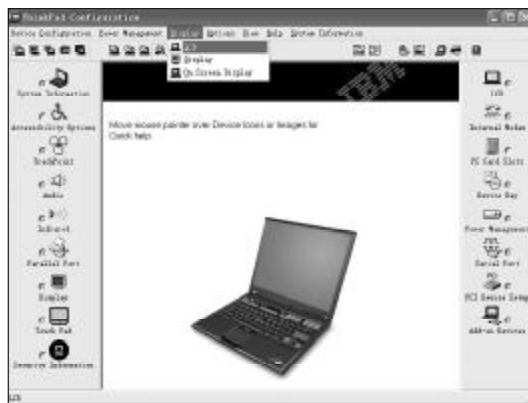 ThinkPad Configuration
Device Configuration Power Management Display Options View Help System Information
LCD
Display
On Screen Display
IBM
Move mouse pointer over Device Icons or Images for
Quick help.
System Information
Accessibility Options
TrackPoint
Audio
Infrared
Parallel Port
Display
Touch Pad
Inventory Information
LCD
Internal Modem
PC Card Slots
Device Bay
Power Management
Serial Port
PCI Device Setup
Add-on Devices
LCD